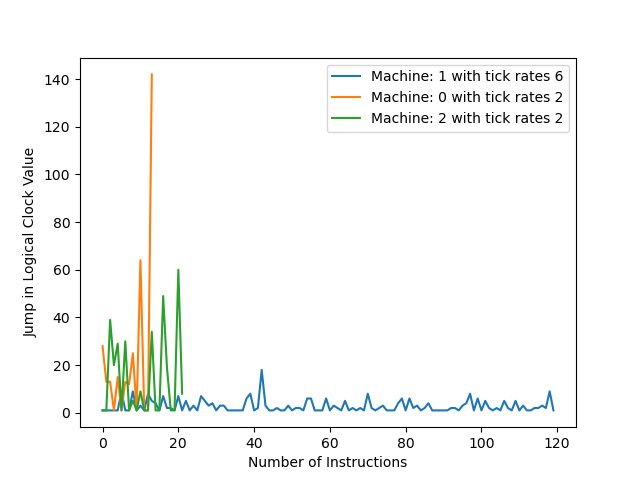 Machine: 1 with tick rates 6
Machine: 0 with tick rates 2
Machine: 2 with tick rates 2
Jump in Logical Clock Value
140
120
100
80
60
40
20
0
0 20 40 60 80 100 120
Number of Instructions